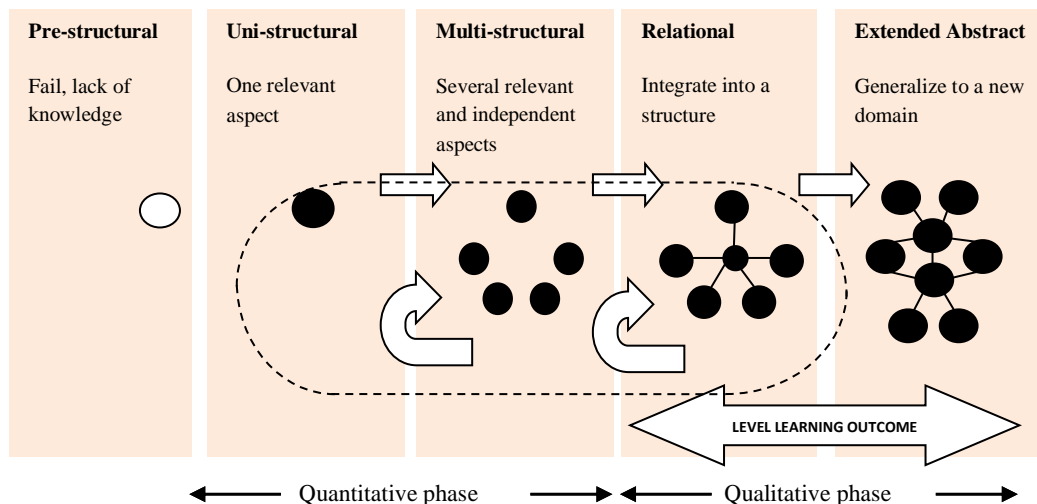 Pre-structural
Fail, lack of
knowledge
Uni-structural
One relevant
aspect
Multi-structural
Several relevant
and independent
aspects
Relational
Integrate into a
structure
Extended Abstract
Generalize to a new
domain
LEVEL LEARNING OUTCOME
Quantitative phase
Qualitative phase